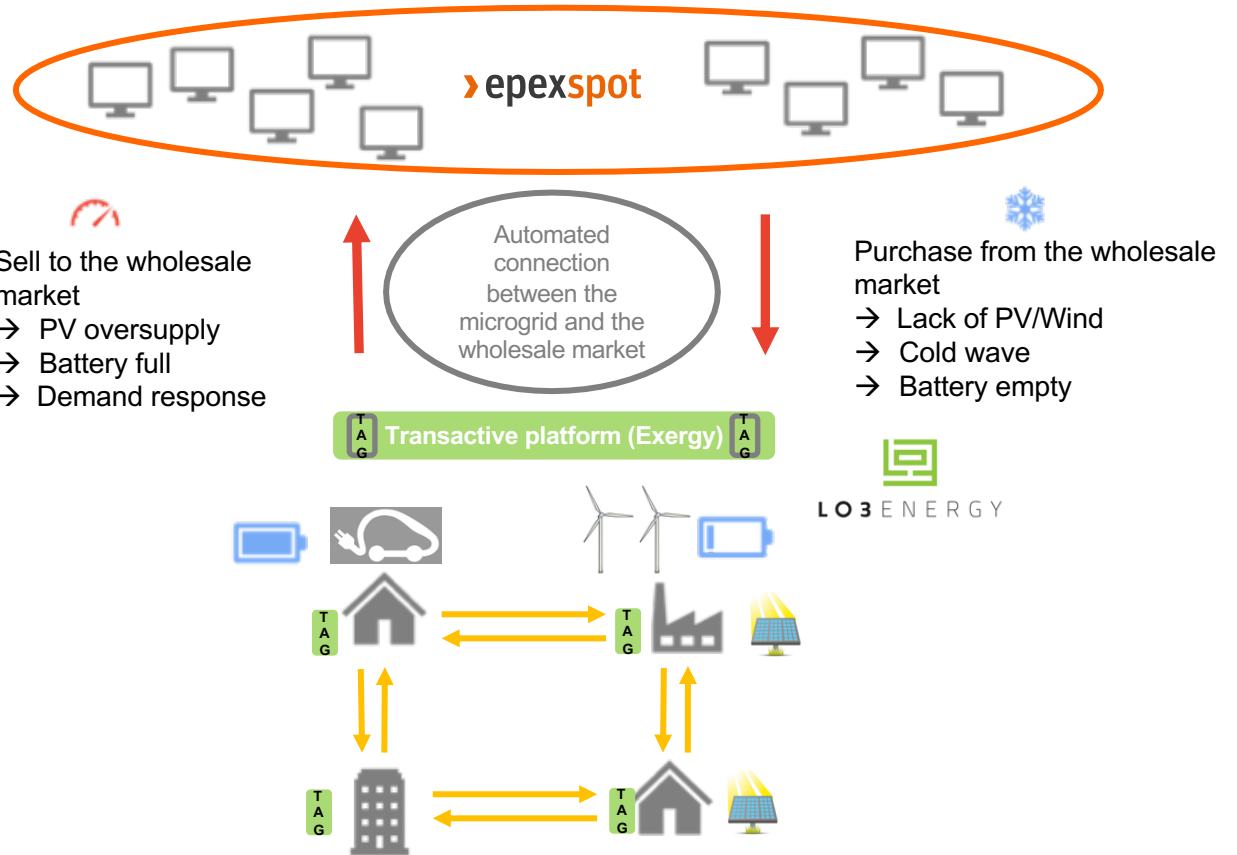 epexspot
Automated
connection
between the
microgrid and the
wholesale market
Sell to the wholesale
market
→ PV oversupply
→ Battery full
→ Demand response
Purchase from the wholesale
market
→ Lack of PV/Wind
→ Cold wave
→ Battery empty
TAG
Transactive platform (Exergy)
TAG
LO3ENERGY
TAG
TAG
TAG
TAG